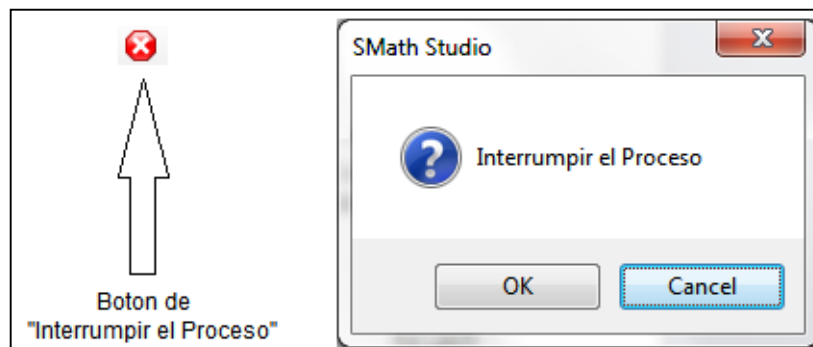 Boton de
"Interrumpir el Proceso"
SMath Studio
Interrumpir el Proceso
OK
Cancel